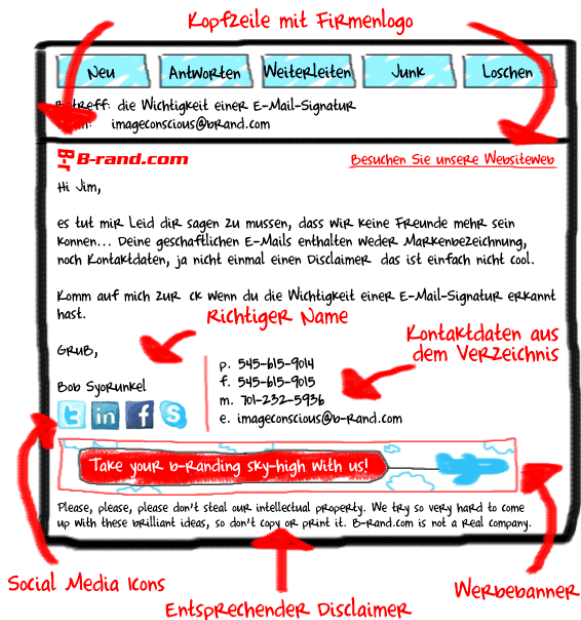 Kopfzeile mit Firmenlogo
Neu Antworten Weiterleiten Junk Loschen
die Wichtigkeit einer E-Mail-Signatur
imageconscious@brand.com
B-rand.com Besuchen Sie unsere WebsiteWeb
Hi Jim,
es tut mir Leid dir sagen zu mussen, dass wir keine Freunde mehr sein
konnen... Deine geschaftlichen E-Mails enthalten weder Markenbezeichnung,
noch Kontaktdaten, ja nicht einmal einen Disclaimer das ist einfach nicht cool.
Komm auf mich zur ck wenn du die Wichtigkeit einer E-Mail-Signatur erkannt
hast.
Richtiger Name
Kontaktdaten aus
dem Verzeichnis
Gruß,
Bob Syorunkel
p. 545-615-9014
f. 545-615-9015
m. 701-232-5936
e. imageconscious@b-rand.com
t in f S
Take your b-randing sky-high with us!
Please, please, please don't steal our intellectual property. We try so very hard to come
up with these brilliant ideas, so don't copy or print it. B-rand.com is not a real company.
Social Media Icons
Werbebanner
Entsprechender Disclaimer